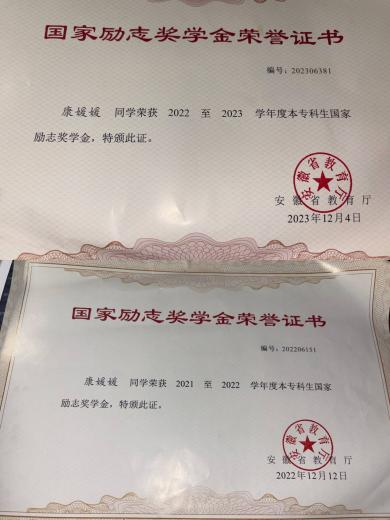 国家励志奖学金荣誉证书
编号：202306381
康媛媛 同学荣获 2022 至 2023 学年度本专科生国家
励志奖学金，特颁此证。
安徽省教育厅
安徽省教育厅
2023年12月4日
国家励志奖学金荣誉证书
编号：202206151
康媛媛 同学荣获 2021 至 2022 学年度本专科生国家
励志奖学金，特颁此证。
安徽省教育厅
安徽省教育厅
2022年12月12日